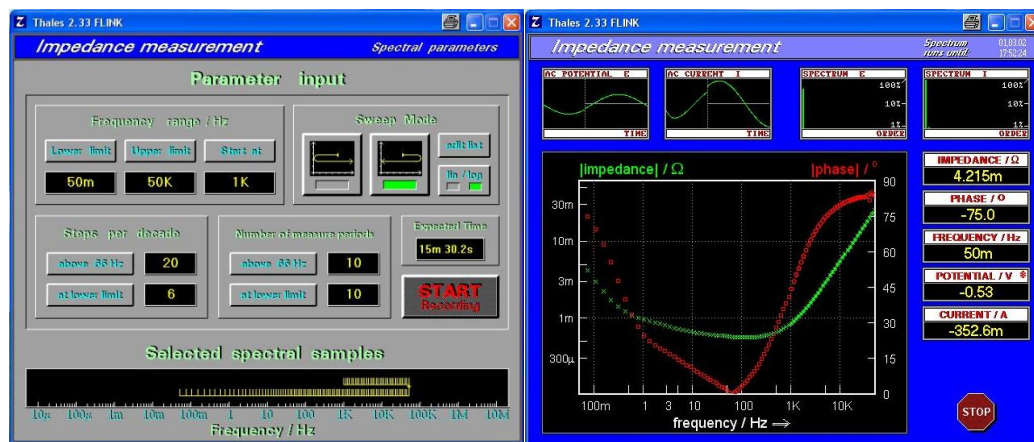 Thales 2.33 FLINK
Impedance measurement
Spectral parameters
Parameter input
Frequency range / Hz
Lower limit
Upper limit
Start at
50m
50K
1K
Sweep Mode
edit list
lin / log
Steps per decade
above 66 Hz
20
at lower limit
6
Number of measure periods
above 66 Hz
10
at lower limit
10
Expected Time
15m 30.2s
START
Recording
Selected spectral samples
10µ 100µ 1m 10m 100m 1 10 100 1K 10K 100K 1M 10M
Frequency / Hz
Thales 2.33 FLINK
Impedance measurement
Spectrum
runs until:
01.03.02
17:52:24
AC POTENTIAL E
TIME
AC CURRENT I
TIME
SPECTRUM E
100%
10%
1%
ORDER
SPECTRUM I
100%
10%
1%
ORDER
|impedance| / Ω
|phase| / °
30m
10m
3m
1m
300µ
90
75
60
45
30
15
0
100m 1 3 10 100 1K 10K
frequency / Hz →
IMPEDANCE / Ω
4.215m
PHASE / O
-75.0
FREQUENCY / Hz
50m
POTENTIAL / V *
-0.53
CURRENT / A
-352.6m
STOP